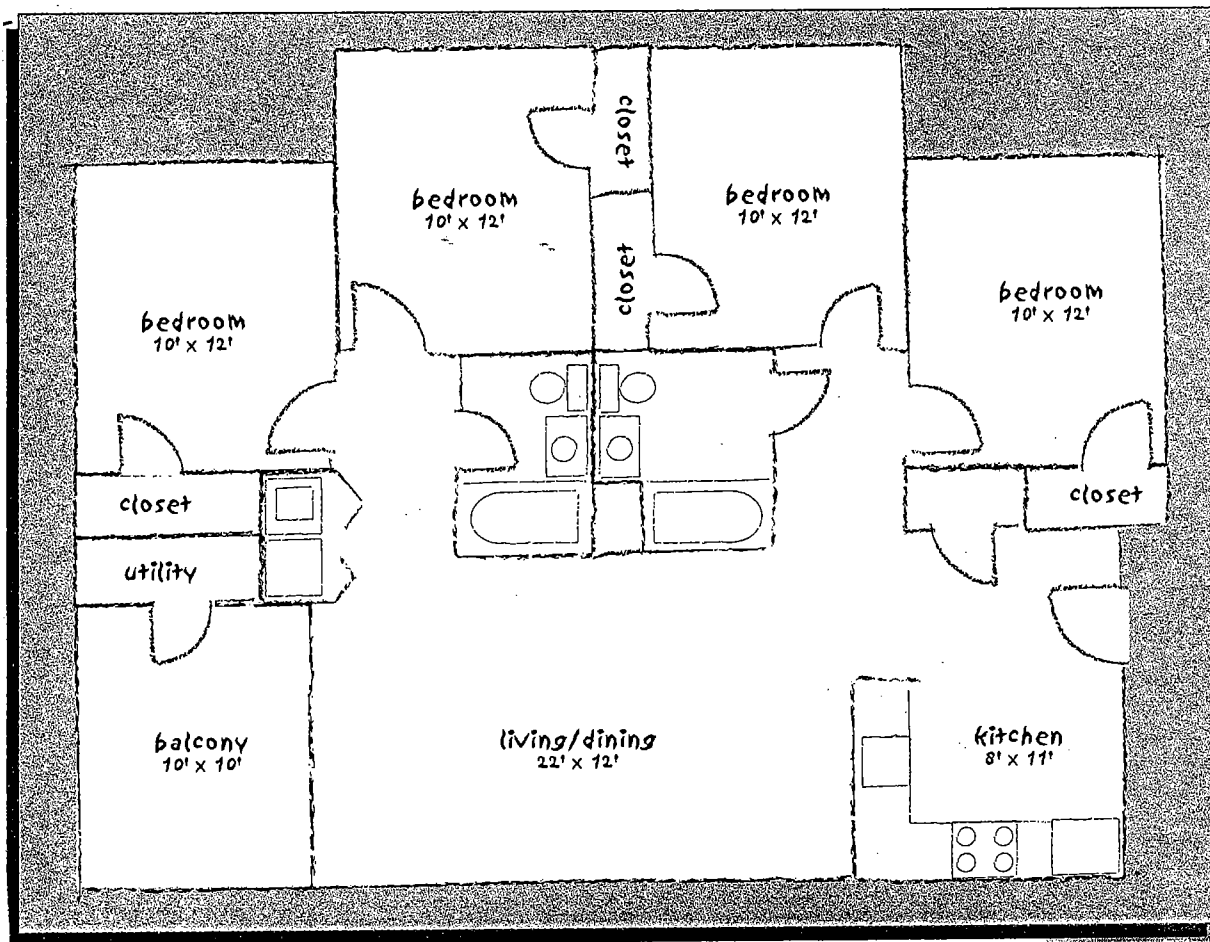 closet
bedroom
10' x 12'
bedroom
10' x 12'
closet
bedroom
10' x 12'
bedroom
10' x 12'
closet
closet
utility
balcony
10' x 10'
living/dining
22' x 12'
kitchen
8' x 11'